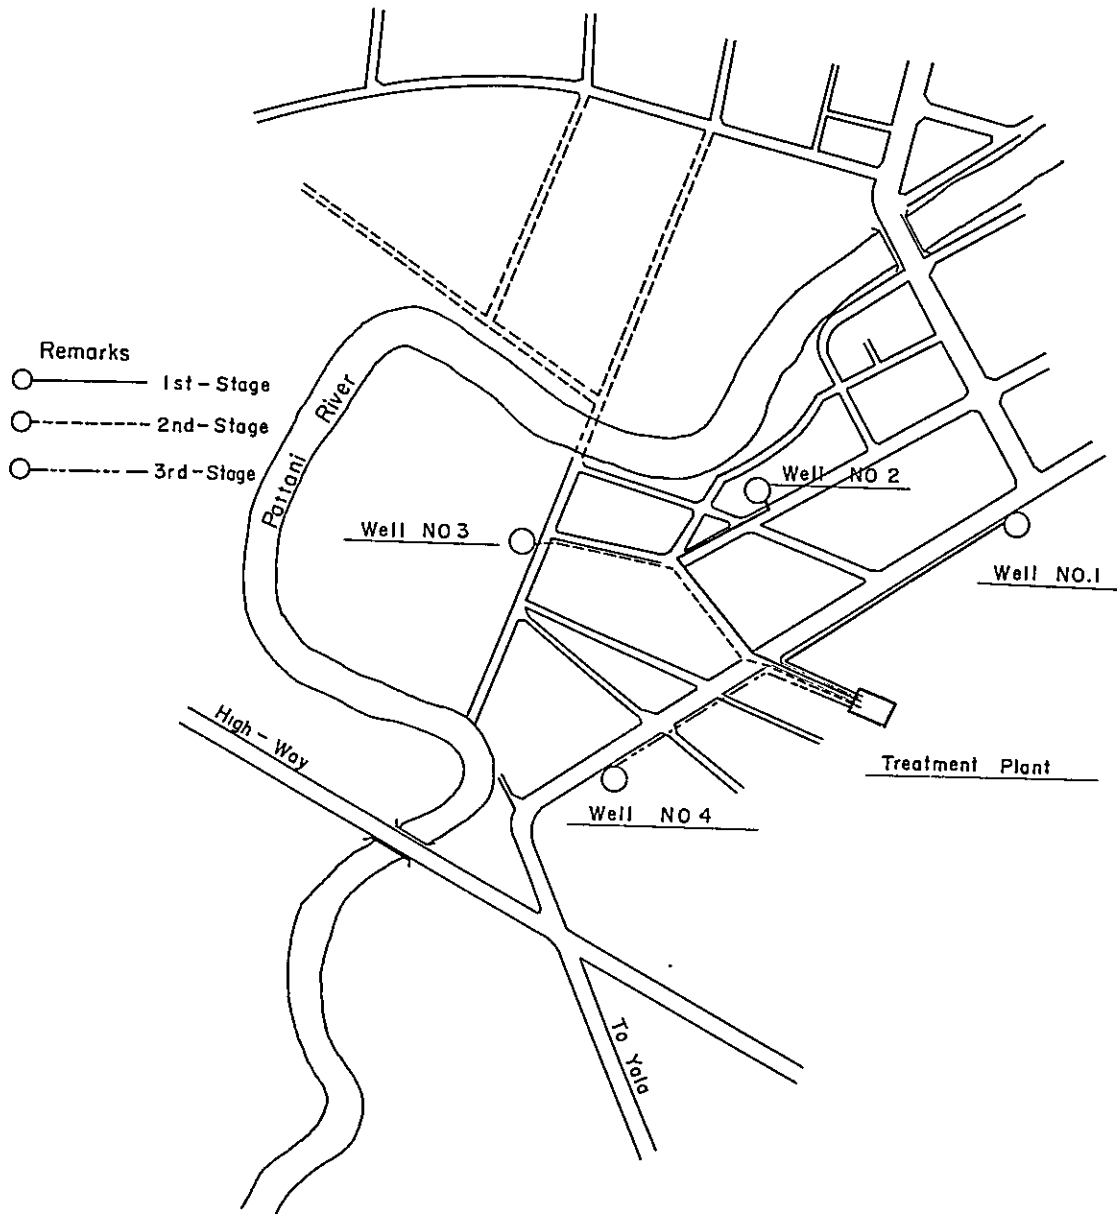 Remarks
1st-Stage
2nd-Stage
3rd-Stage
Pattani River
Well NO 2
Well NO 3
Well NO.1
High-Way
Treatment Plant
Well NO 4
To Yala